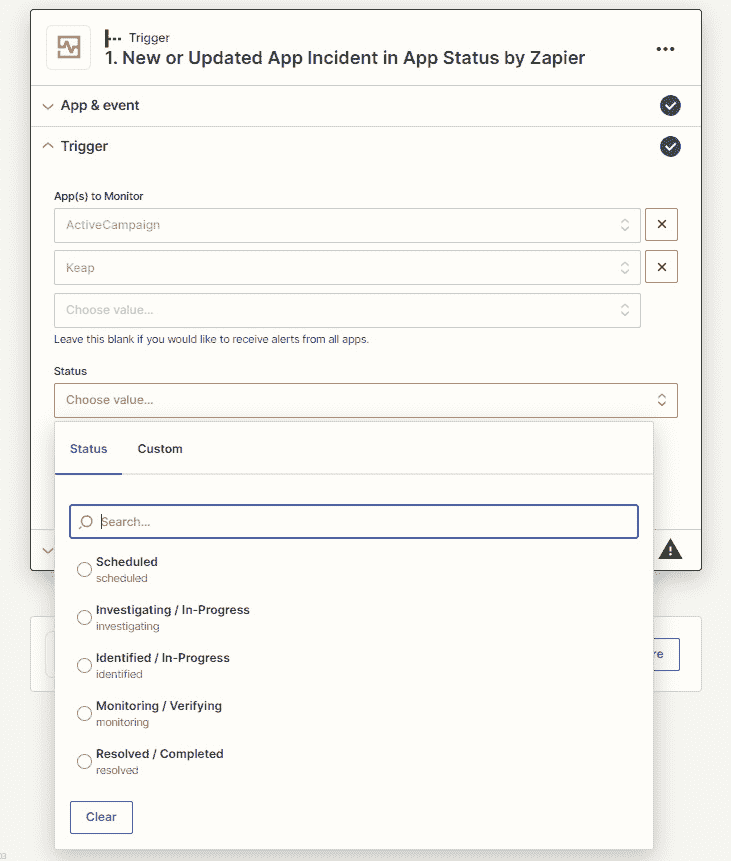 Trigger
1. New or Updated App Incident in App Status by Zapier
App & event
Trigger
App(s) to Monitor
ActiveCampaign
Keap
Choose value...
Leave this blank if you would like to receive alerts from all apps.
Status
Choose value...
Status
Custom
Search...
Scheduled
scheduled
Investigating / In-Progress
investigating
Identified / In-Progress
identified
re
Monitoring / Verifying
monitoring
Resolved / Completed
resolved
Clear